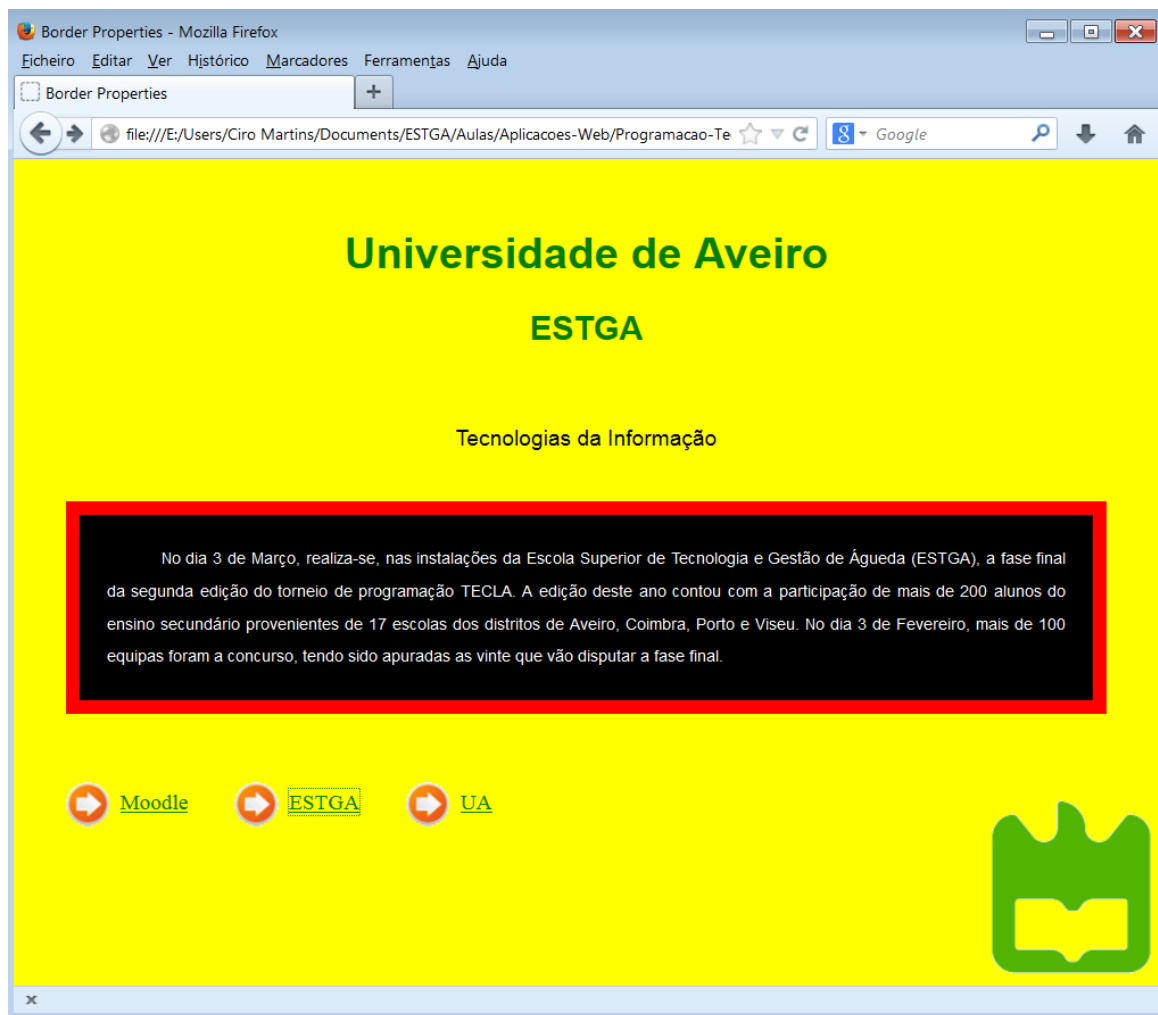 Border Properties - Mozilla Firefox
Ficheiro Editar Ver Histórico Marcadores Ferramentas Ajuda
Border Properties +
file:///E:/Users/Ciro Martins/Documents/ESTGA/Aulas/Aplicacoes-Web/Programacao-Te 8 Google
Universidade de Aveiro
ESTGA
Tecnologias da Informação
No dia 3 de Março, realiza-se, nas instalações da Escola Superior de Tecnologia e Gestão de Águeda (ESTGA), a fase final
da segunda edição do torneio de programação TECLA. A edição deste ano contou com a participação de mais de 200 alunos do
ensino secundário provenientes de 17 escolas dos distritos de Aveiro, Coimbra, Porto e Viseu. No dia 3 de Fevereiro, mais de 100
equipas foram a concurso, tendo sido apuradas as vinte que vão disputar a fase final.
Moodle ESTGA UA
x